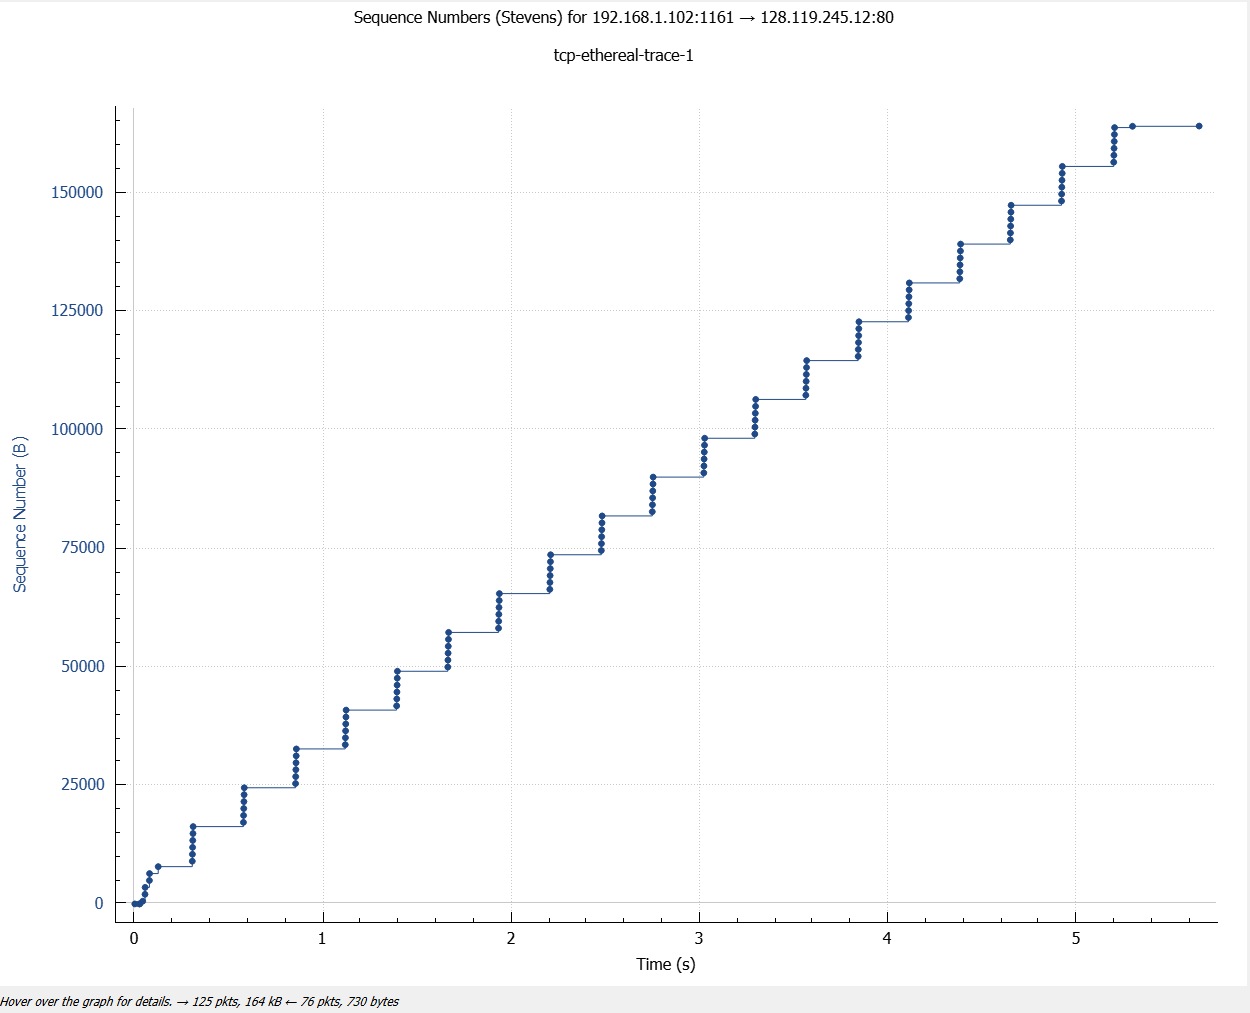 Sequence Numbers (Stevens) for 192.168.1.102:1161 → 128.119.245.12:80
tcp-ethereal-trace-1
150000
125000
100000
75000
50000
25000
0
Sequence Number (B)
0 1 2 3 4 5
Time (s)
Hover over the graph for details. → 125 pkts, 164 kB ← 76 pkts, 730 bytes